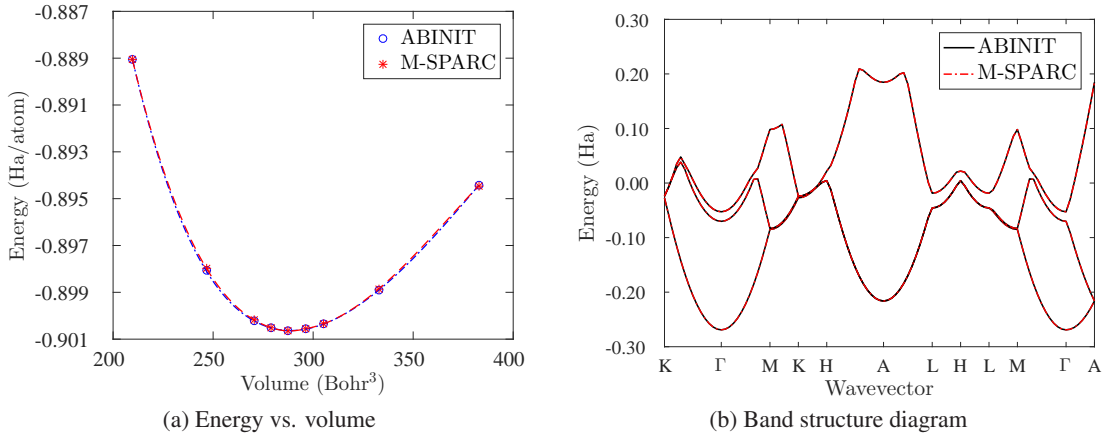 -0.887
-0.889
-0.891
-0.893
-0.895
-0.897
-0.899
-0.901
Energy (Ha/atom)
ABINIT
M-SPARC
200 250 300 350 400
Volume (Bohr³)
(a) Energy vs. volume
0.30
0.20
0.10
0.00
-0.10
-0.20
-0.30
Energy (Ha)
ABINIT
M-SPARC
K Γ M K H A L H L M Γ A
Wavevector
(b) Band structure diagram